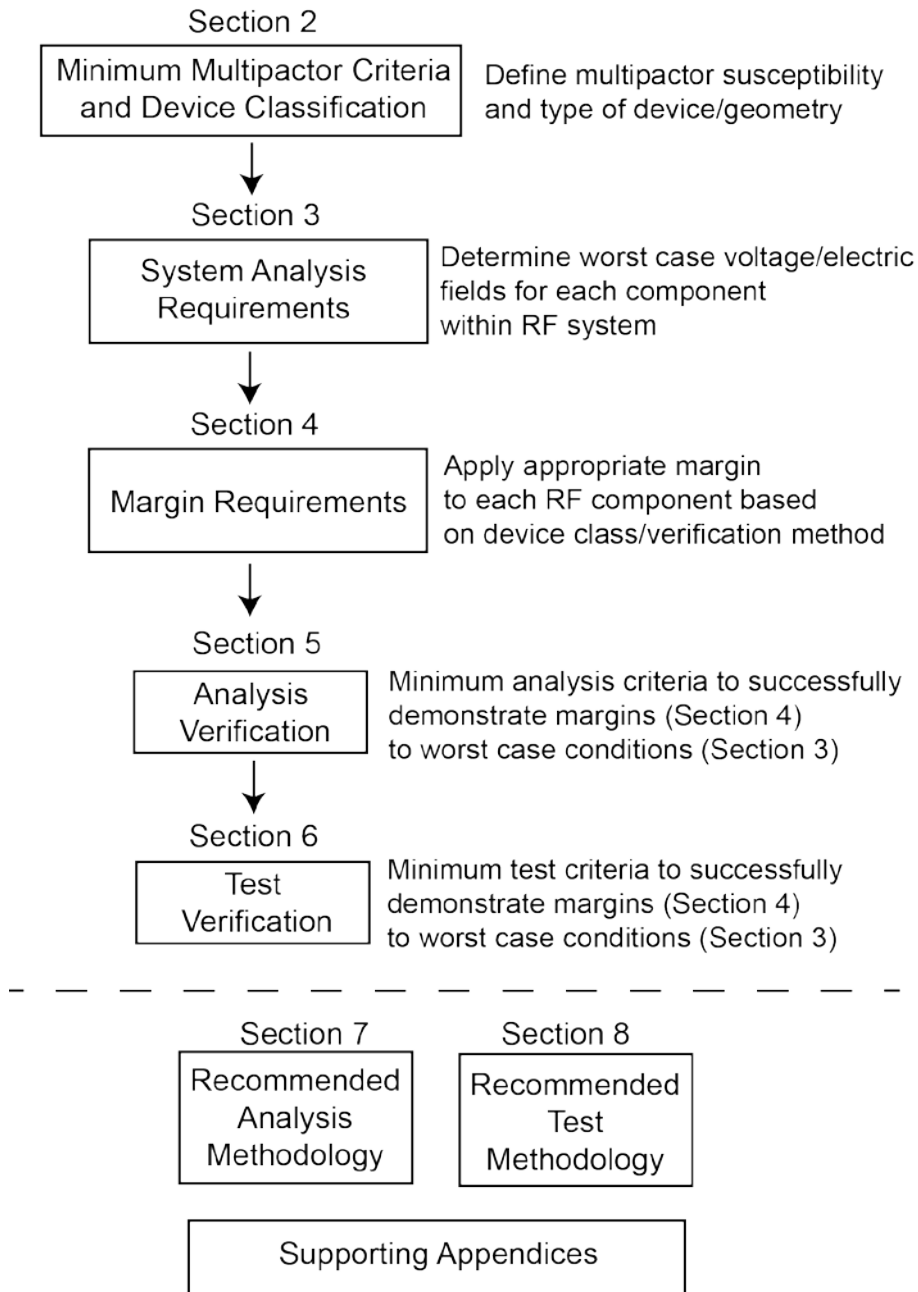 Section 2
Minimum Multipactor Criteria
and Device Classification
Define multipactor susceptibility
and type of device/geometry
Section 3
System Analysis
Requirements
Determine worst case voltage/electric
fields for each component
within RF system
Section 4
Margin Requirements
Apply appropriate margin
to each RF component based
on device class/verification method
Section 5
Analysis
Verification
Minimum analysis criteria to successfully
demonstrate margins (Section 4)
to worst case conditions (Section 3)
Section 6
Test
Verification
Minimum test criteria to successfully
demonstrate margins (Section 4)
to worst case conditions (Section 3)
Section 7
Recommended
Analysis
Methodology
Section 8
Recommended
Test
Methodology
Supporting Appendices